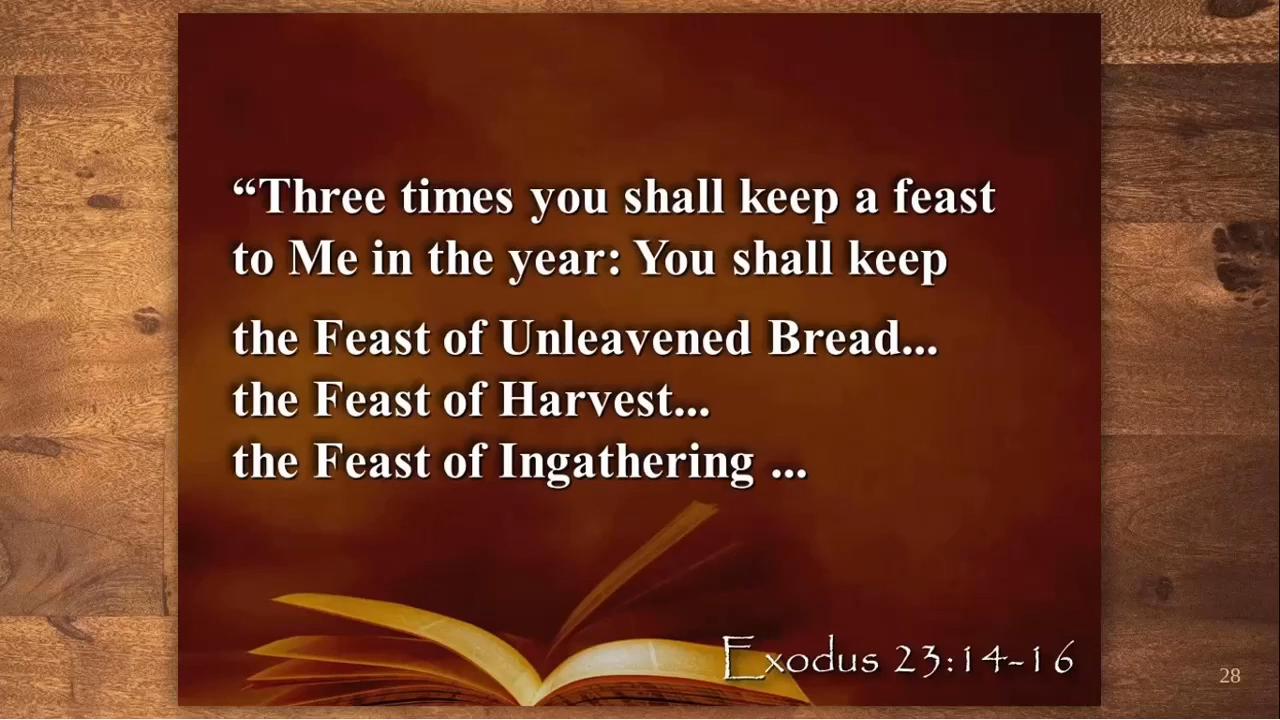 “Three times you shall keep a feast
to Me in the year: You shall keep
the Feast of Unleavened Bread...
the Feast of Harvest...
the Feast of Ingathering ...
Exodus 23:14-16
28